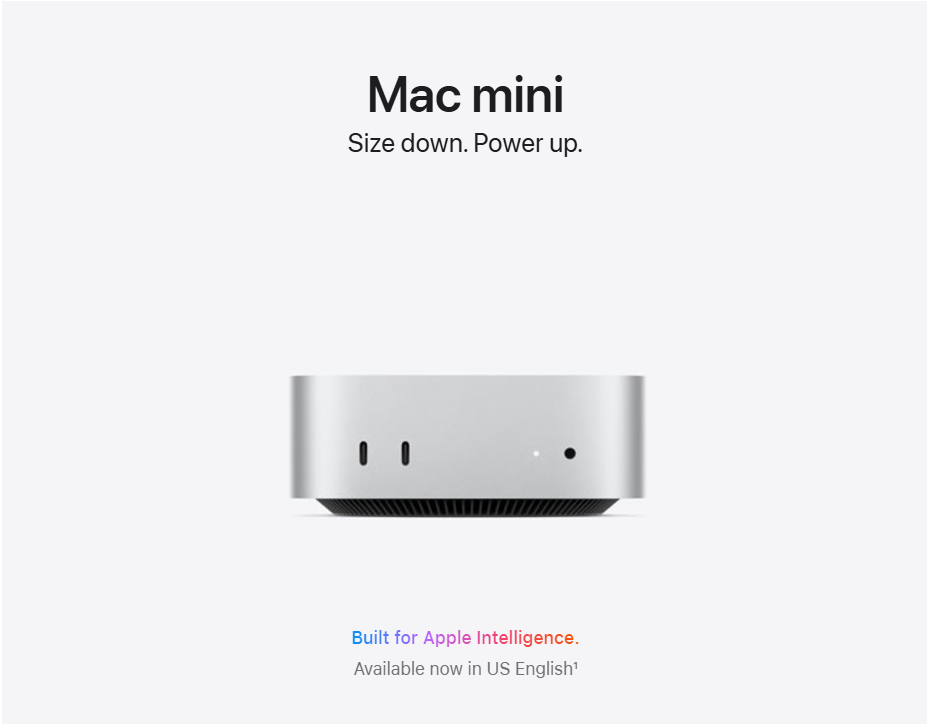 Mac mini
Size down. Power up.
Built for Apple Intelligence.
Available now in US English¹